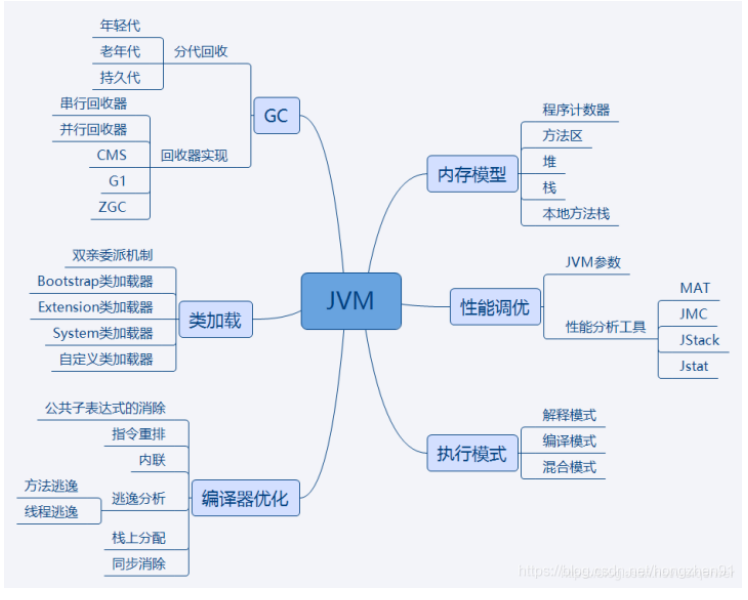 JVM
GC
分代回收
年轻代
老年代
持久代
回收器实现
串行回收器
并行回收器
CMS
G1
ZGC
类加载
双亲委派机制
Bootstrap类加载器
Extension类加载器
System类加载器
自定义类加载器
编译器优化
公共子表达式的消除
指令重排
内联
逃逸分析
方法逃逸
线程逃逸
栈上分配
同步消除
内存模型
程序计数器
方法区
堆
栈
本地方法栈
性能调优
JVM参数
性能分析工具
MAT
JMC
JStack
Jstat
执行模式
解释模式
编译模式
混合模式
https://blog.csdn.net/hongzhen91